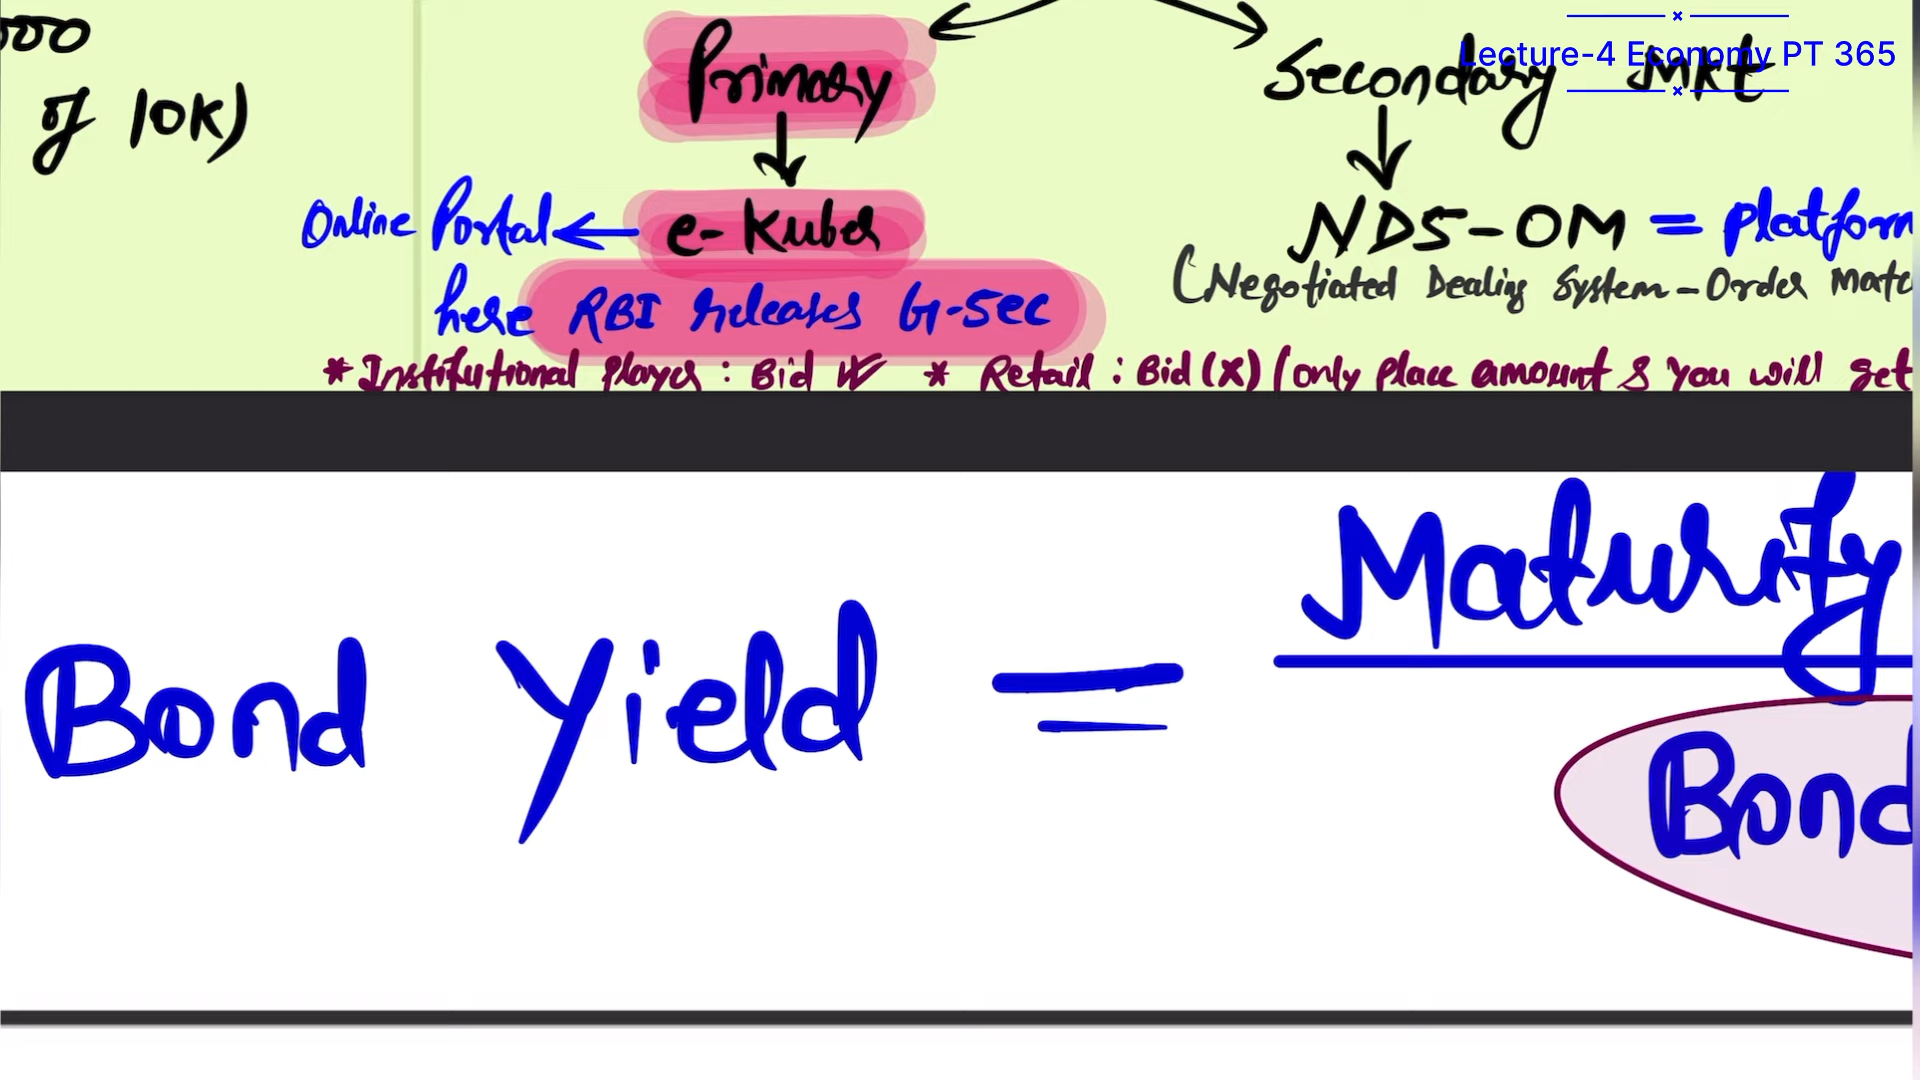 000
of 10K)
Primary
Secondary Mkt
Lecture-4 Economy PT 365
Online Portal ← e-Kuber
NDS-OM = Platform
here RBI releases G-Sec
(Negotiated Dealing System-Order Matc
* Institutional player : Bid * Retail : Bid (x) (only place amount & you will get
Bond Yield = Maturity
Bond